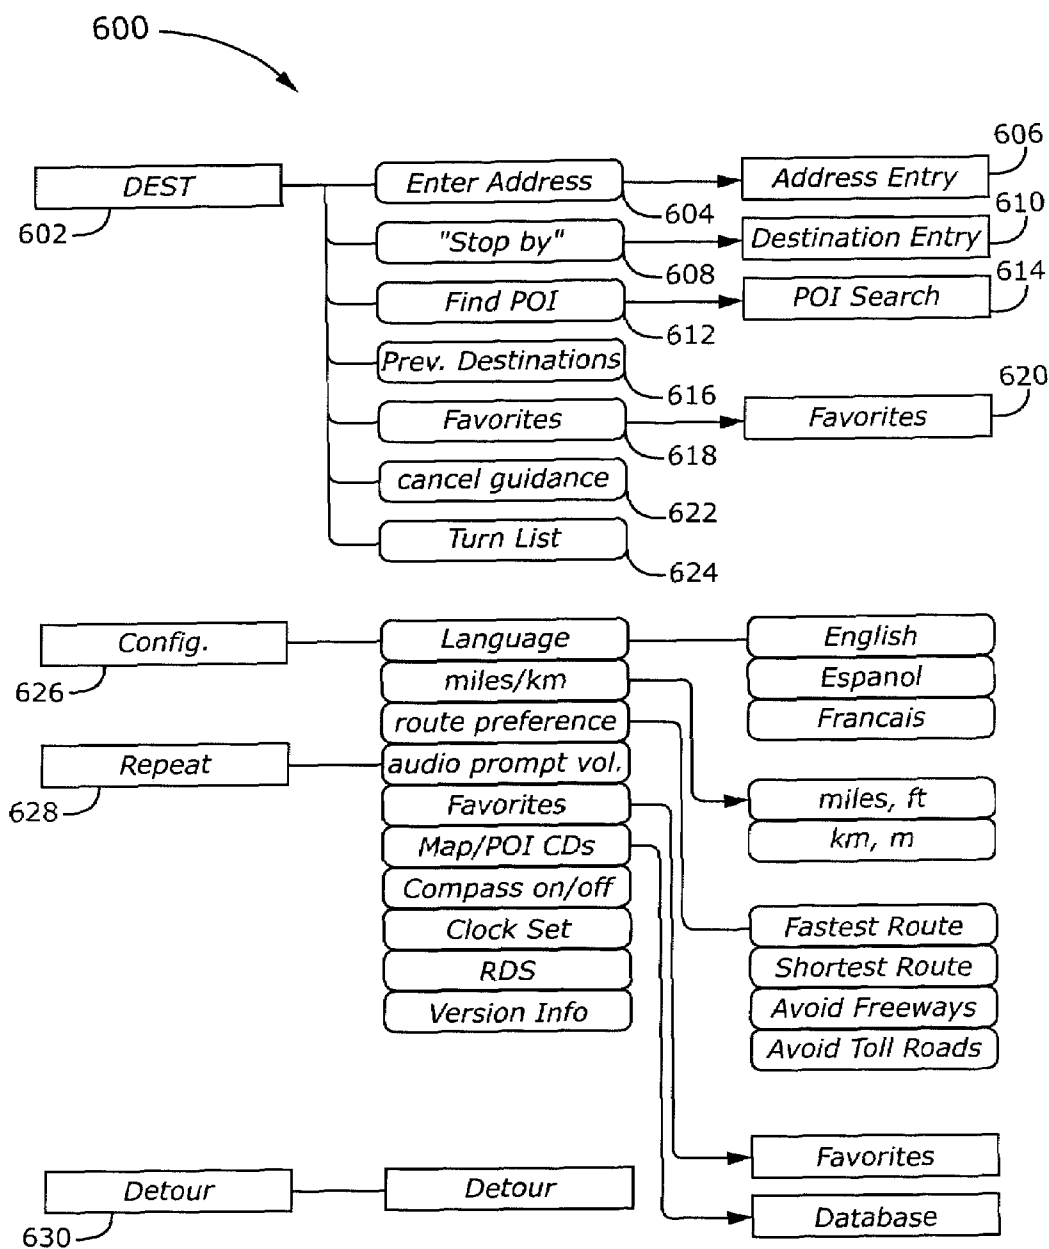 600
606
DEST
Enter Address
Address Entry
602
604
610
"Stop by"
Destination Entry
608
614
Find POI
POI Search
612
Prev. Destinations
616
620
Favorites
Favorites
618
cancel guidance
622
Turn List
624
Config.
Language
English
626
miles/km
Espanol
route preference
Francais
Repeat
audio prompt vol.
628
Favorites
miles, ft
Map/POI CDs
km, m
Compass on/off
Clock Set
Fastest Route
RDS
Shortest Route
Version Info
Avoid Freeways
Avoid Toll Roads
Favorites
Detour
Detour
Database
630